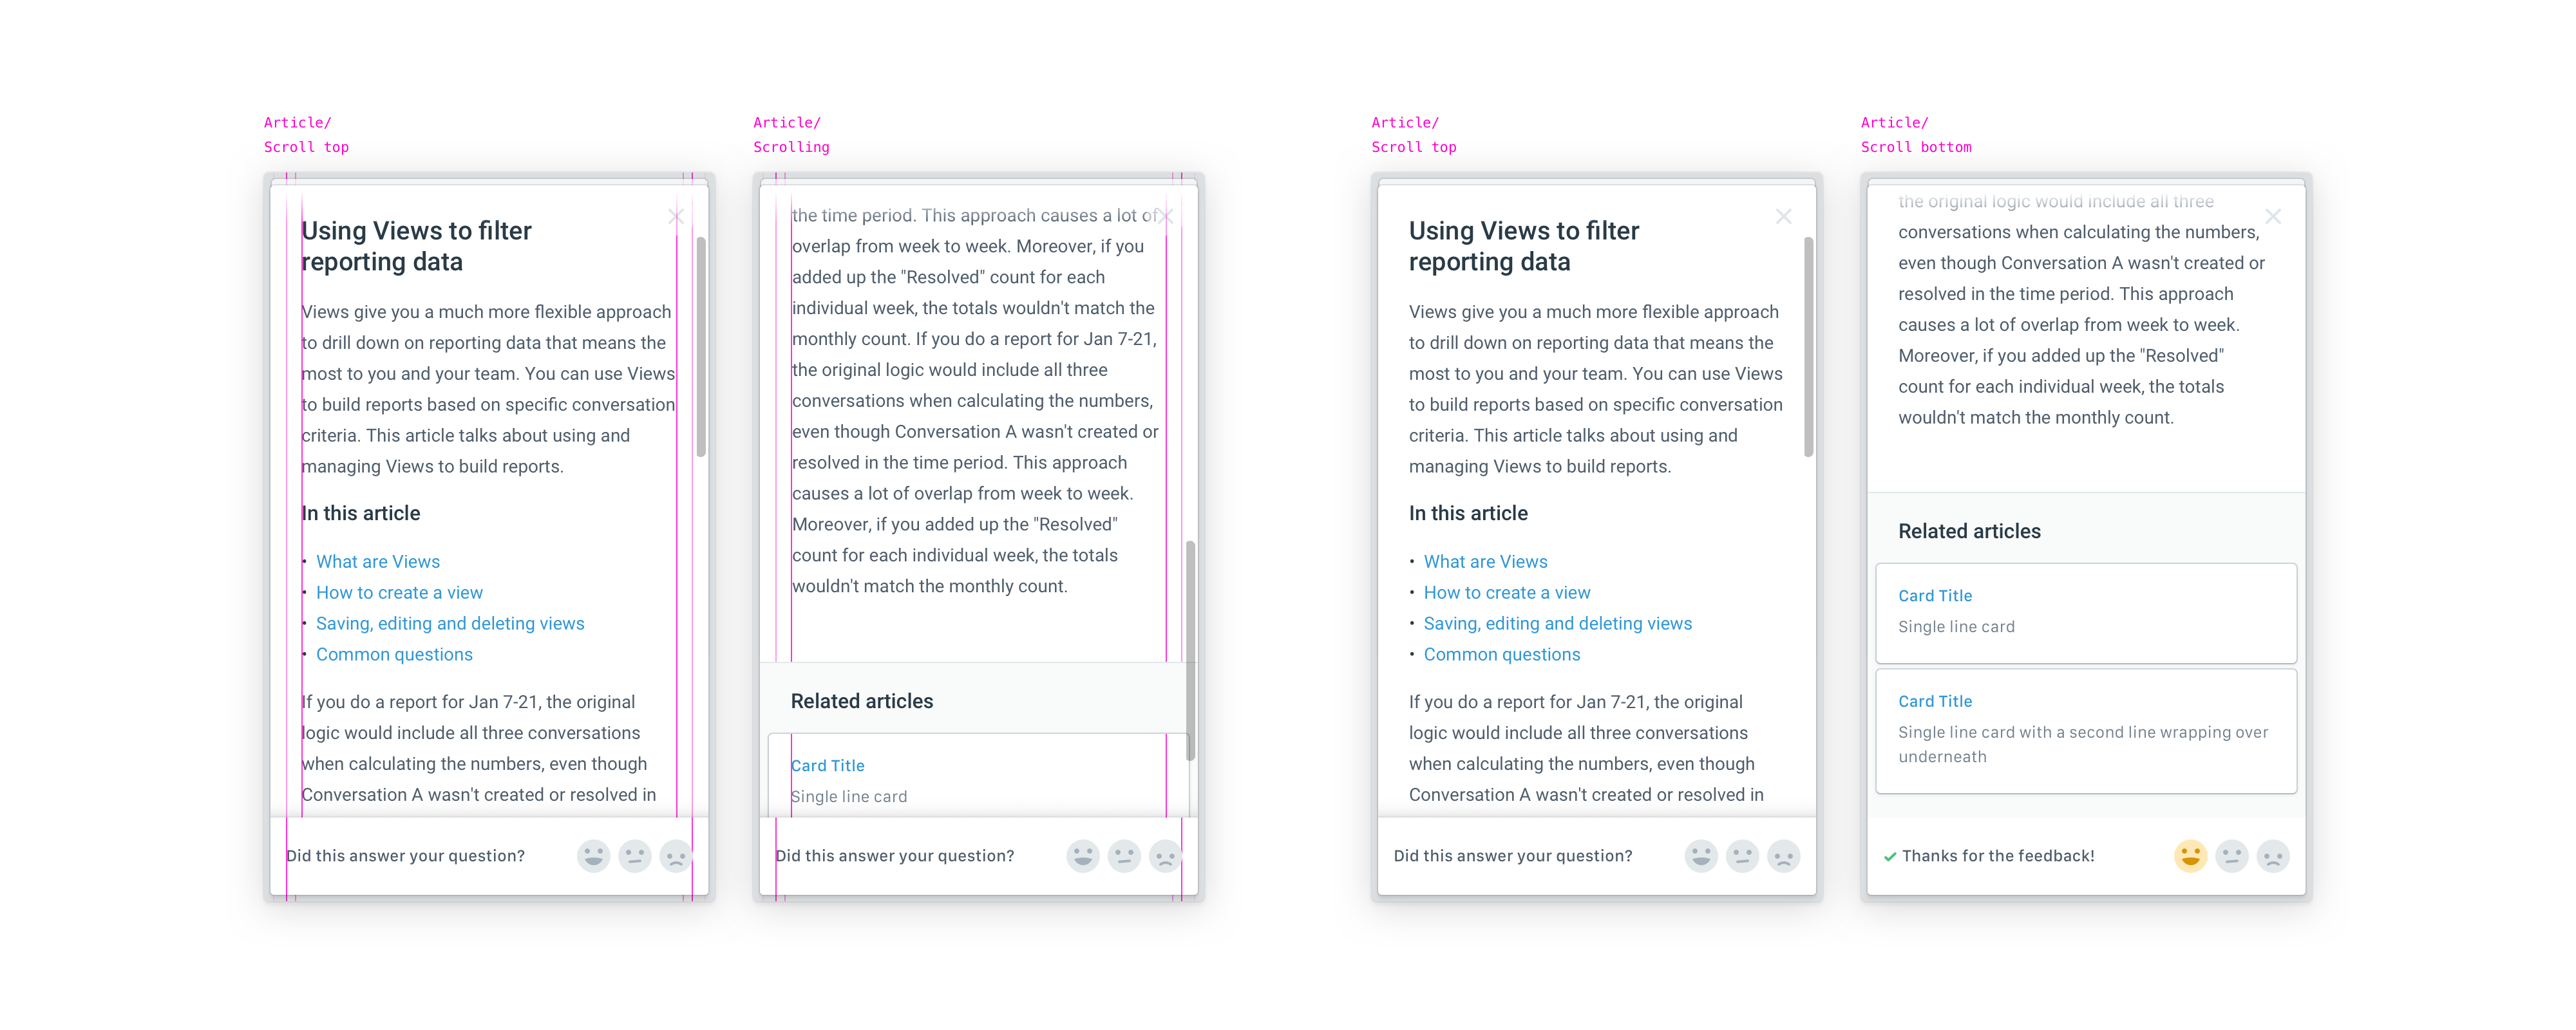 Article/
Scroll top
Using Views to filter
reporting data
Views give you a much more flexible approach
to drill down on reporting data that means the
most to you and your team. You can use Views
to build reports based on specific conversation
criteria. This article talks about using and
managing Views to build reports.
In this article
• What are Views
• How to create a view
• Saving, editing and deleting views
• Common questions
If you do a report for Jan 7-21, the original
logic would include all three conversations
when calculating the numbers, even though
Conversation A wasn't created or resolved in
Did this answer your question?
Article/
Scrolling
the time period. This approach causes a lot of
overlap from week to week. Moreover, if you
added up the "Resolved" count for each
individual week, the totals wouldn't match the
monthly count. If you do a report for Jan 7-21,
the original logic would include all three
conversations when calculating the numbers,
even though Conversation A wasn't created or
resolved in the time period. This approach
causes a lot of overlap from week to week.
Moreover, if you added up the "Resolved"
count for each individual week, the totals
wouldn't match the monthly count.
Related articles
Card Title
Single line card
Did this answer your question?
Article/
Scroll top
Using Views to filter
reporting data
Views give you a much more flexible approach
to drill down on reporting data that means the
most to you and your team. You can use Views
to build reports based on specific conversation
criteria. This article talks about using and
managing Views to build reports.
In this article
• What are Views
• How to create a view
• Saving, editing and deleting views
• Common questions
If you do a report for Jan 7-21, the original
logic would include all three conversations
when calculating the numbers, even though
Conversation A wasn't created or resolved in
Did this answer your question?
Article/
Scroll bottom
the original logic would include all three
conversations when calculating the numbers,
even though Conversation A wasn't created or
resolved in the time period. This approach
causes a lot of overlap from week to week.
Moreover, if you added up the "Resolved"
count for each individual week, the totals
wouldn't match the monthly count.
Related articles
Card Title
Single line card
Card Title
Single line card with a second line wrapping over
underneath
Thanks for the feedback!